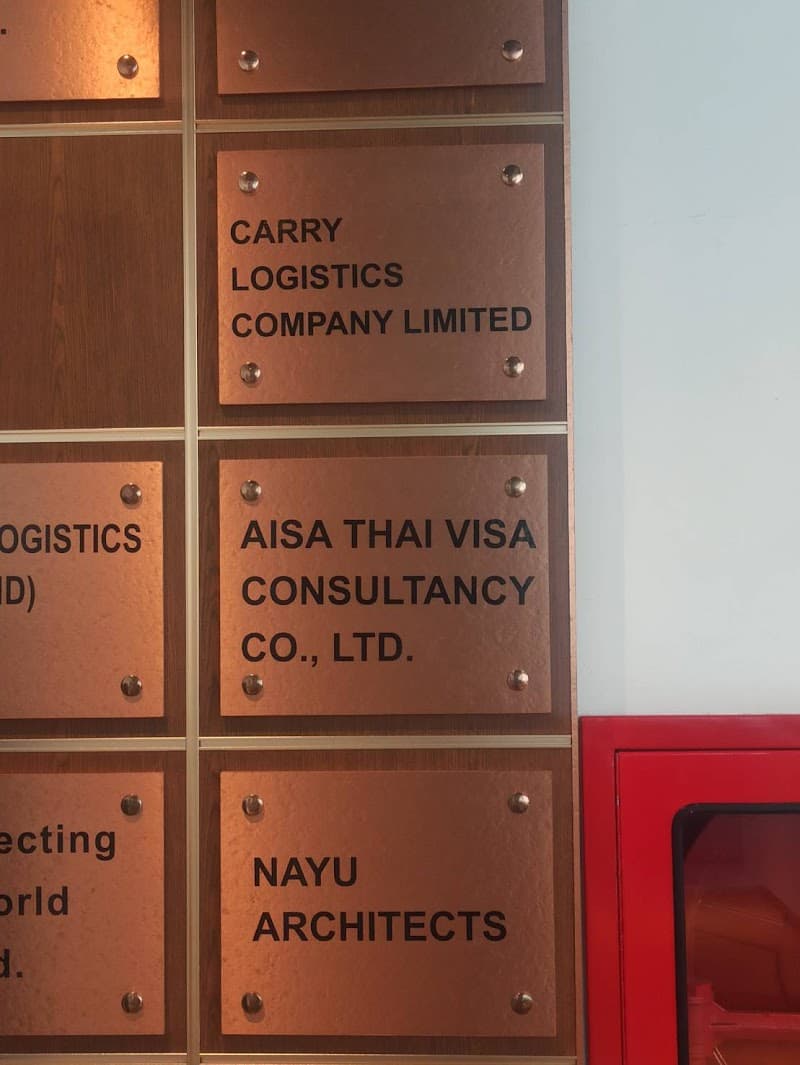 CARRY
LOGISTICS
COMPANY LIMITED
AISA THAI VISA
CONSULTANCY
CO., LTD.
NAYU
ARCHITECTS
OGISTICS
ID)
ecting
orld
d.